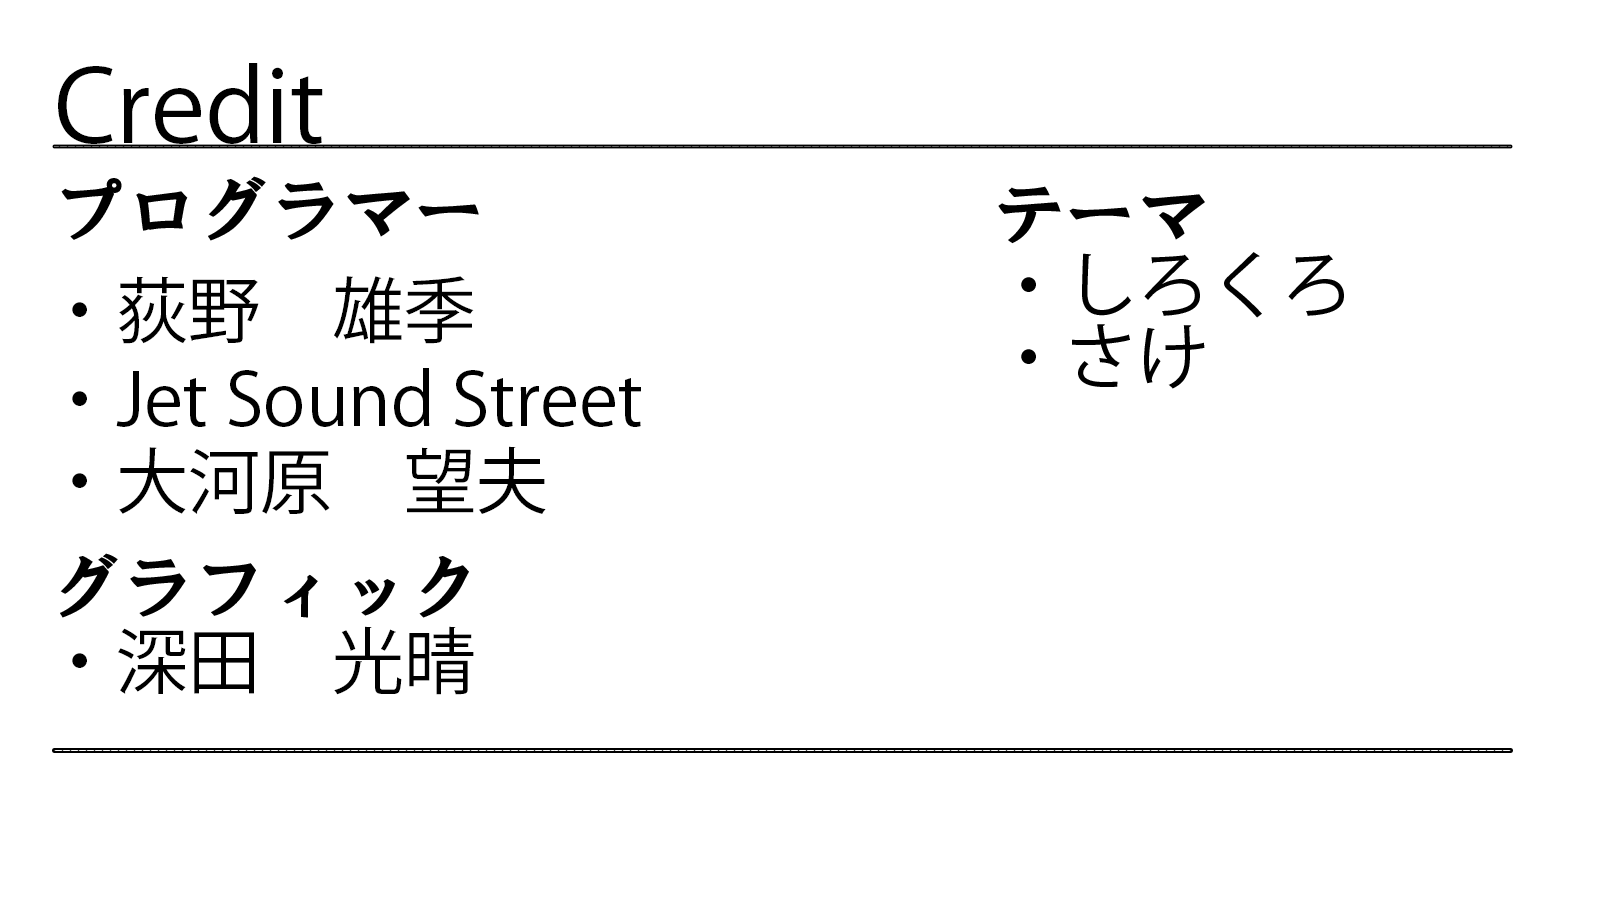 Credit
プログラマー
・荻野　雄季
・Jet Sound Street
・大河原　望夫
グラフィック
・深田　光晴
テーマ
・しろくろ
・さけ